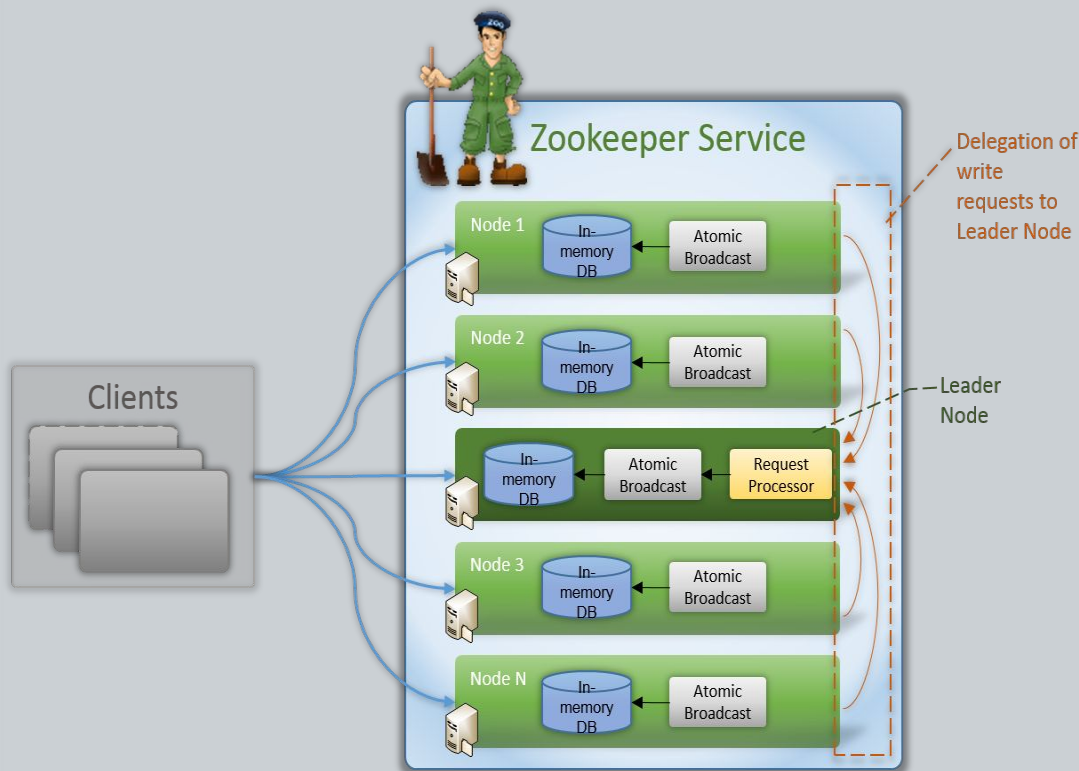 ZOO
Zookeeper Service
Delegation of
write
requests to
Leader Node
Node 1
In-
memory
DB
Atomic
Broadcast
Node 2
In-
memory
DB
Atomic
Broadcast
Leader
Node
Clients
In-
memory
DB
Atomic
Broadcast
Request
Processor
Node 3
In-
memory
DB
Atomic
Broadcast
Node N
In-
memory
DB
Atomic
Broadcast